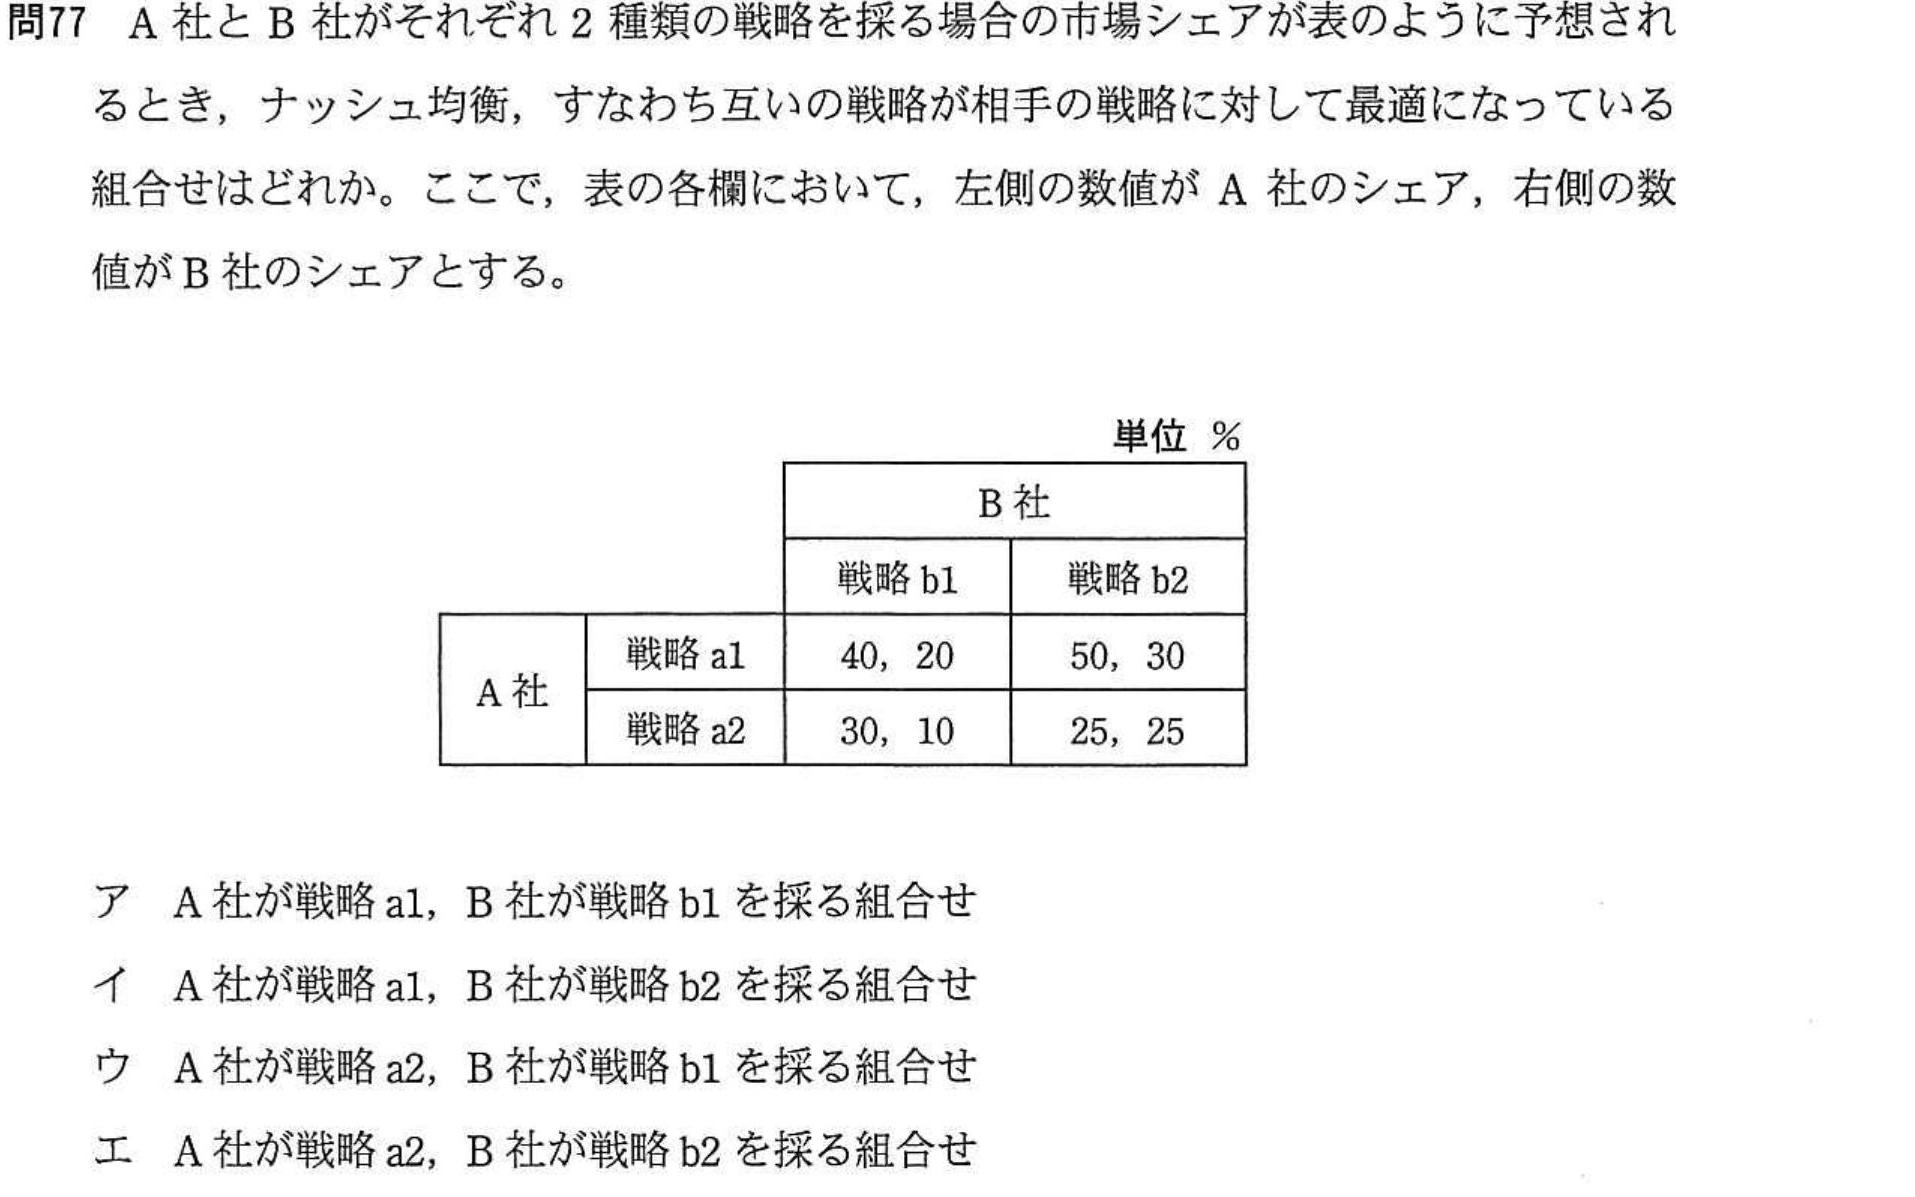 問77 A 社と B 社がそれぞれ 2 種類の戦略を採る場合の市場シェアが表のように予想され
るとき，ナッシュ均衡，すなわち互いの戦略が相手の戦略に対して最適になっている
組合せはどれか。ここで，表の各欄において，左側の数値が A 社のシェア，右側の数
値が B 社のシェアとする。
単位 %
B 社
戦略 b1 戦略 b2
A 社
戦略 a1 40，20 50，30
戦略 a2 30，10 25，25
ア A 社が戦略 a1，B 社が戦略 b1 を採る組合せ
イ A 社が戦略 a1，B 社が戦略 b2 を採る組合せ
ウ A 社が戦略 a2，B 社が戦略 b1 を採る組合せ
エ A 社が戦略 a2，B 社が戦略 b2 を採る組合せ